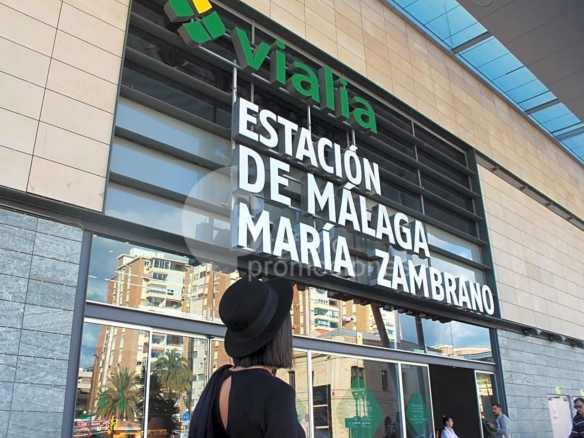 vialia
ESTACIÓN
DE MÁLAGA
MARÍA ZAMBRANO